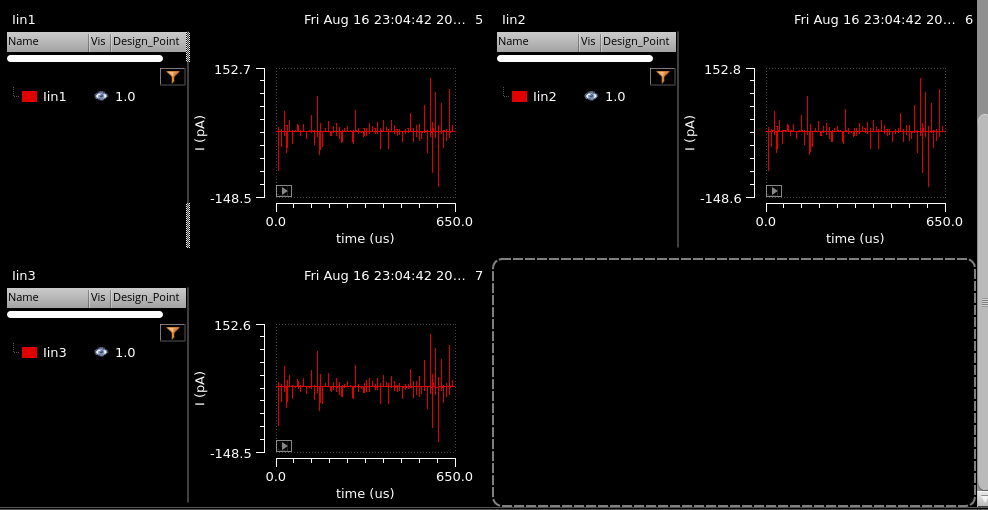 Iin1 Fri Aug 16 23:04:42 20... 5
Name Vis Design_Point
Iin1 1.0
152.7
I (pA)
-148.5
0.0 650.0
time (us)
Iin2 Fri Aug 16 23:04:42 20... 6
Name Vis Design_Point
Iin2 1.0
152.8
I (pA)
-148.6
0.0 650.0
time (us)
Iin3 Fri Aug 16 23:04:42 20... 7
Name Vis Design_Point
Iin3 1.0
152.6
I (pA)
-148.5
0.0 650.0
time (us)